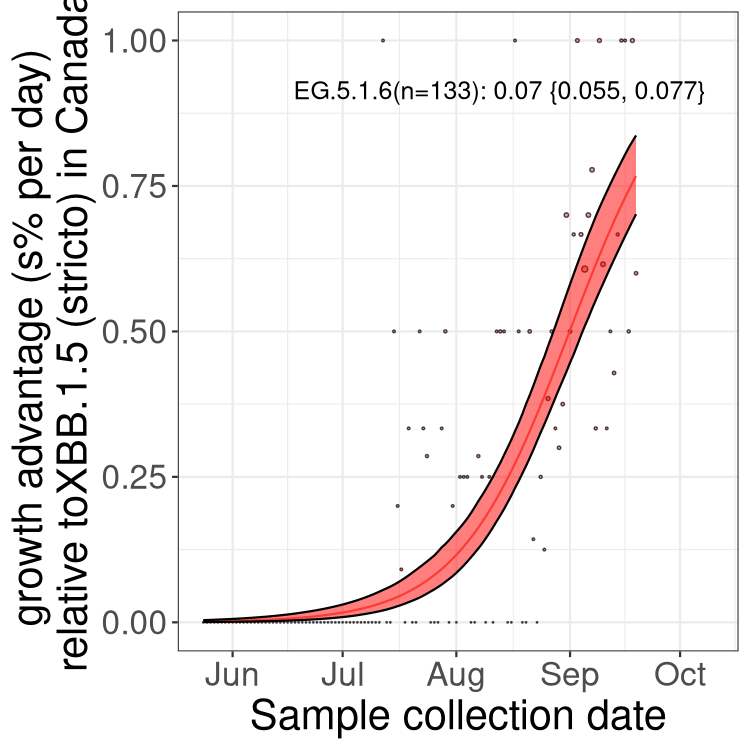 growth advantage (s% per day)
relative toXBB.1.5 (stricto) in Canada
1.00
0.75
0.50
0.25
0.00
EG.5.1.6(n=133): 0.07 {0.055, 0.077}
Jun Jul Aug Sep Oct
Sample collection date